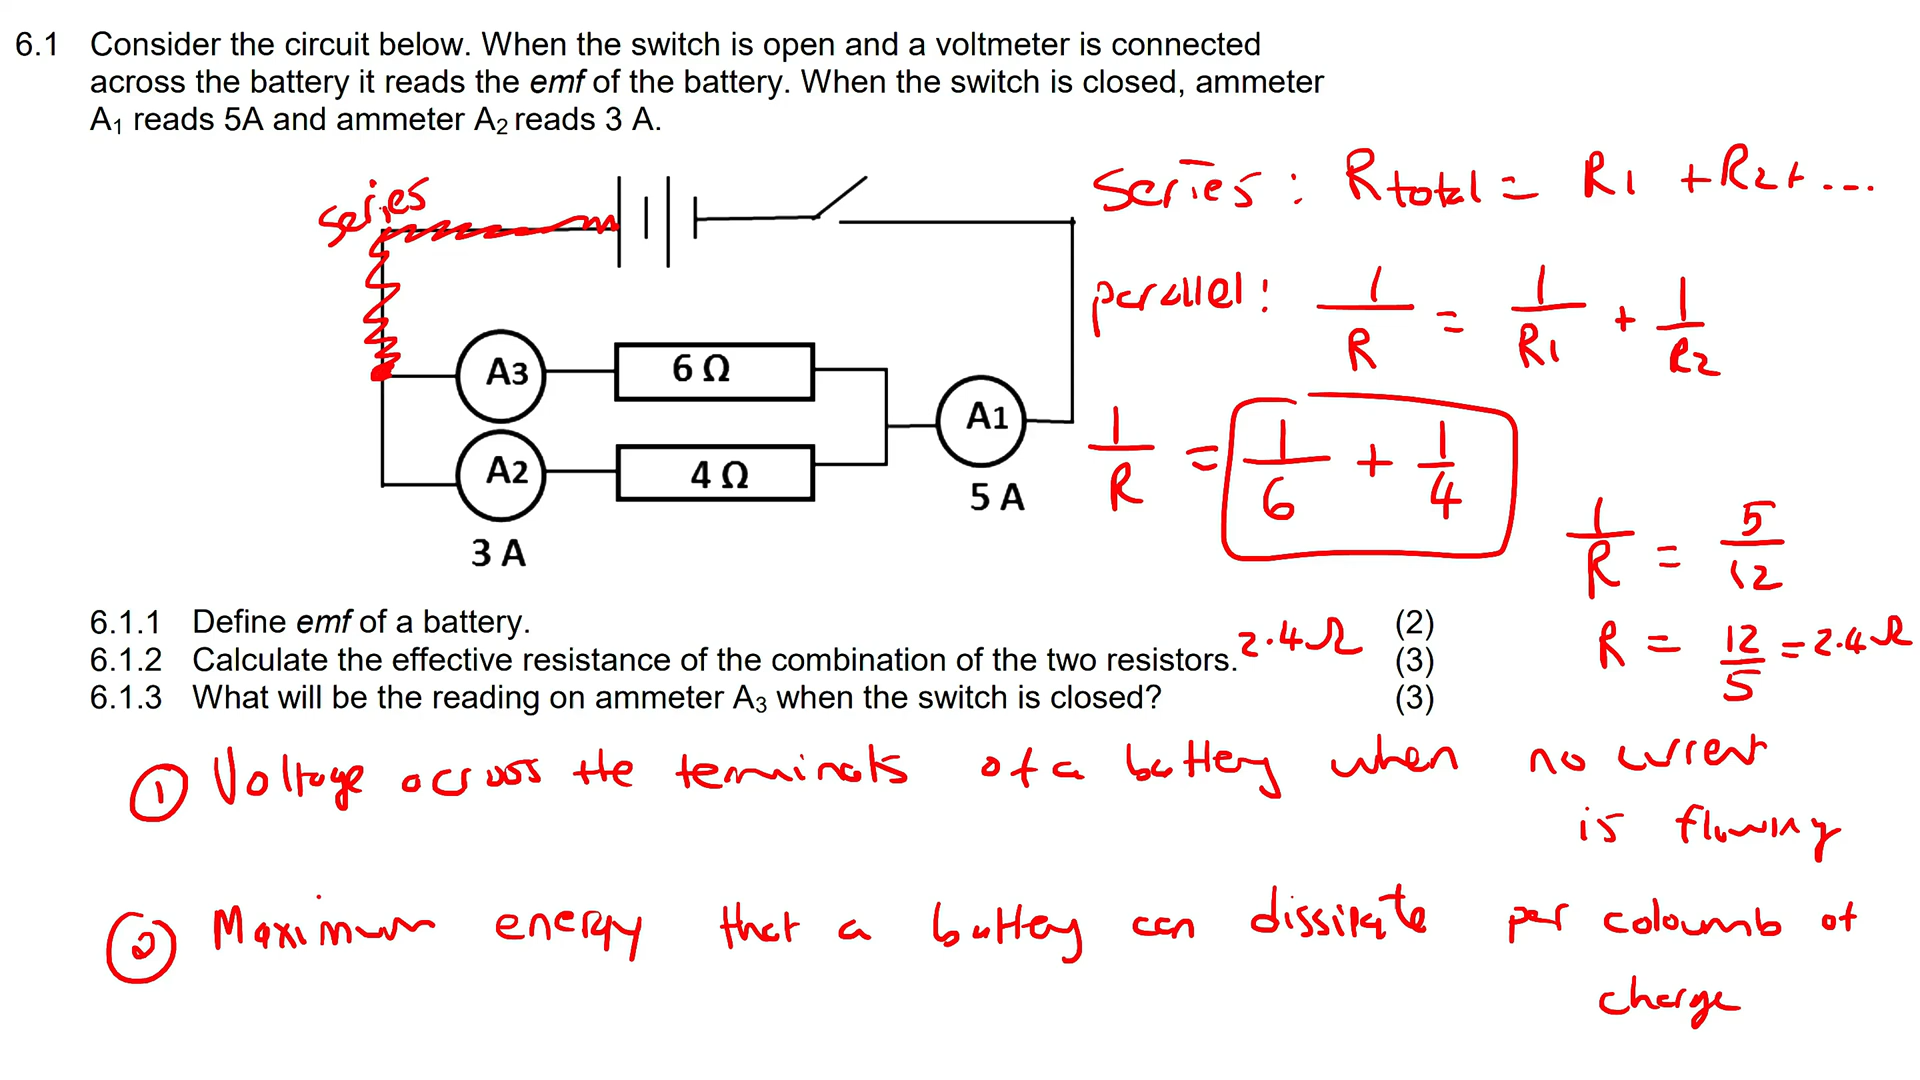 6.1 Consider the circuit below. When the switch is open and a voltmeter is connected
across the battery it reads the emf of the battery. When the switch is closed, ammeter
A₁ reads 5A and ammeter A₂ reads 3 A.
series
Series : Rtotal = R1 + R2 + ...
parallel : 1/R = 1/R1 + 1/R2
A3 6 Ω
A1
5 A
A2 4 Ω
3 A
1/R = 1/6 + 1/4
1/R = 5/12
R = 12/5 = 2.4 Ω
6.1.1 Define emf of a battery. (2)
6.1.2 Calculate the effective resistance of the combination of the two resistors. 2.4 Ω (3)
6.1.3 What will be the reading on ammeter A₃ when the switch is closed? (3)
① Voltage across the terminals of a battery when no current
is flowing
② Maximum energy that a battery can dissipate per coloumb of
charge